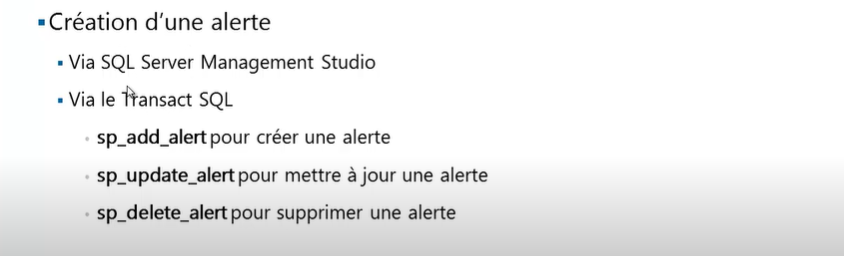 Création d’une alerte
Via SQL Server Management Studio
Via le Transact SQL
sp_add_alert pour créer une alerte
sp_update_alert pour mettre à jour une alerte
sp_delete_alert pour supprimer une alerte